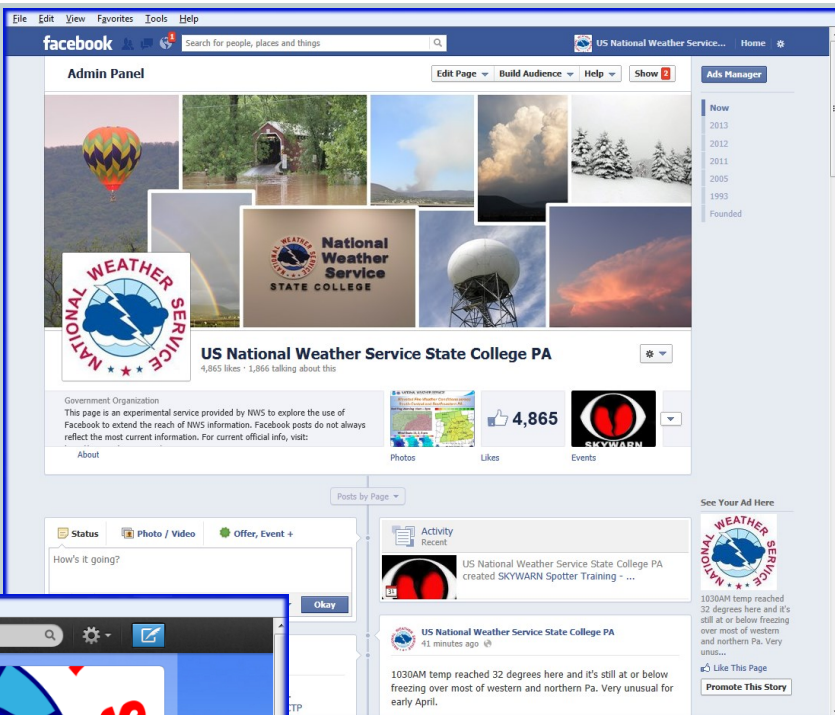 File Edit View Favorites Tools Help
facebook 1 Search for people, places and things US National Weather Service... Home
Admin Panel Edit Page Build Audience Help Show 2 Ads Manager
Now
2013
2012
2011
2005
1993
Founded
National
Weather
Service
STATE COLLEGE
NATIONAL WEATHER SERVICE
US National Weather Service State College PA
4,865 likes · 1,866 talking about this
Government Organization
This page is an experimental service provided by NWS to explore the use of
Facebook to extend the reach of NWS information. Facebook posts do not always
reflect the most current information. For current official info, visit:
About
4,865
SKYWARN
Photos Likes Events
Posts by Page
See Your Ad Here
NATIONAL WEATHER SERVICE
Status Photo / Video Offer, Event +
How's it going?
Okay
Activity
Recent
US National Weather Service State College PA
created SKYWARN Spotter Training - ...
31
US National Weather Service State College PA
41 minutes ago
1030AM temp reached 32 degrees here and it's still at or below
freezing over most of western and northern Pa. Very unusual for
early April.
1030AM temp reached
32 degrees here and it's
still at or below freezing
over most of western
and northern Pa. Very
unus...
Like This Page
Promote This Story
CTP